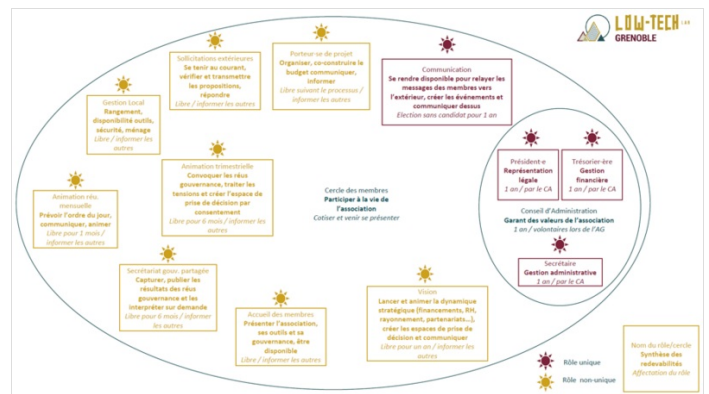 LOW-TECH LAB
GRENOBLE
Sollicitations extérieures
Se tenir au courant,
vérifier et transmettre
les propositions,
répondre
Libre / informer les
autres
Porteur·se de projet
Organiser, co-construire le
budget communiquer,
informer
Libre suivant le processus /
informer les autres
Communication
Se rendre disponible pour relayer les
messages des membres vers
l'extérieur, créer les événements et
communiquer dessus
Election sans candidat pour 1 an
Gestion Local
Rangement,
disponibilité outils,
sécurité, ménage
Libre / informer les
autres
Animation trimestrielle
Convoquer les réus
gouvernance, traiter les
tensions et créer l'espace de
prise de décision par
consentement
Libre pour 6 mois / informer
les autres
Président·e
Représentation
légale
1 an / par le CA
Trésorier·ère
Gestion
financière
1 an / par le CA
Cercle des membres
Participer à la vie de
l'association
Cotiser et venir se présenter
Animation réu.
mensuelle
Prévoir l'ordre du jour,
communiquer, animer
Libre pour 1 mois /
informer les autres
Conseil d'Administration
Garant des valeurs de l'association
1 an / volontaires lors de l'AG
Secrétaire
Gestion administrative
1 an / par le CA
Secrétariat gouv. partagée
Capturer, publier les
résultats des réus
gouvernance et les
interpréter sur demande
Libre pour 6 mois / informer
les autres
Accueil des membres
Présenter l'association,
ses outils et sa
gouvernance, être
disponible
Libre / informer les autres
Vision
Lancer et animer la dynamique
stratégique (financements, RH,
rayonnement, partenariats...),
créer les espaces de prise de
décision et communiquer
Libre pour un an / informer les
autres
Rôle unique
Rôle non-unique
Nom du rôle/cercle
Synthèse des
redevabilités
Affectation du rôle